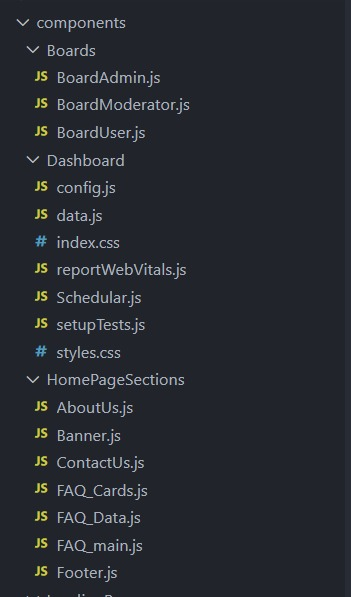 components
Boards
JS BoardAdmin.js
JS BoardModerator.js
JS BoardUser.js
Dashboard
JS config.js
JS data.js
# index.css
JS reportWebVitals.js
JS Schedular.js
JS setupTests.js
# styles.css
HomePageSections
JS AboutUs.js
JS Banner.js
JS ContactUs.js
JS FAQ_Cards.js
JS FAQ_Data.js
JS FAQ_main.js
JS Footer.js